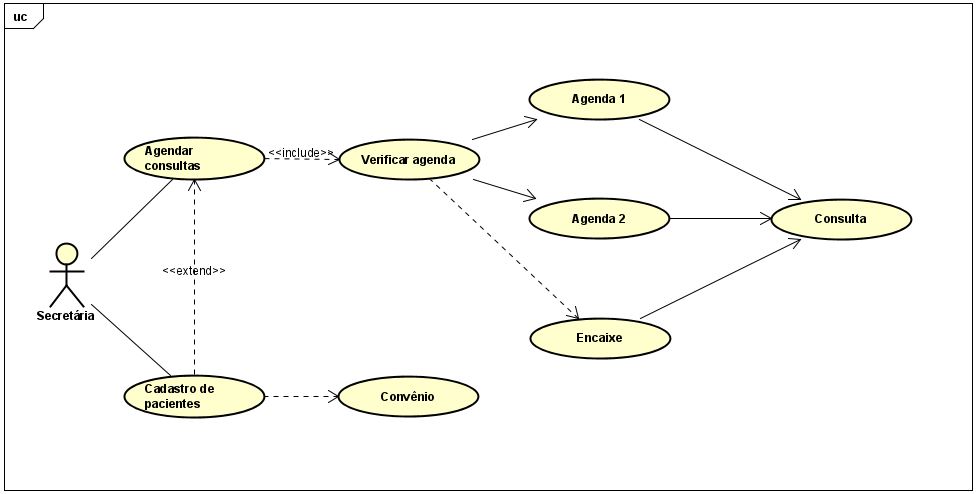 uc
Agenda 1
Agendar
consultas
<<include>>
Verificar agenda
Agenda 2
Consulta
<<extend>>
Secretária
Encaixe
Cadastro de
pacientes
Convênio